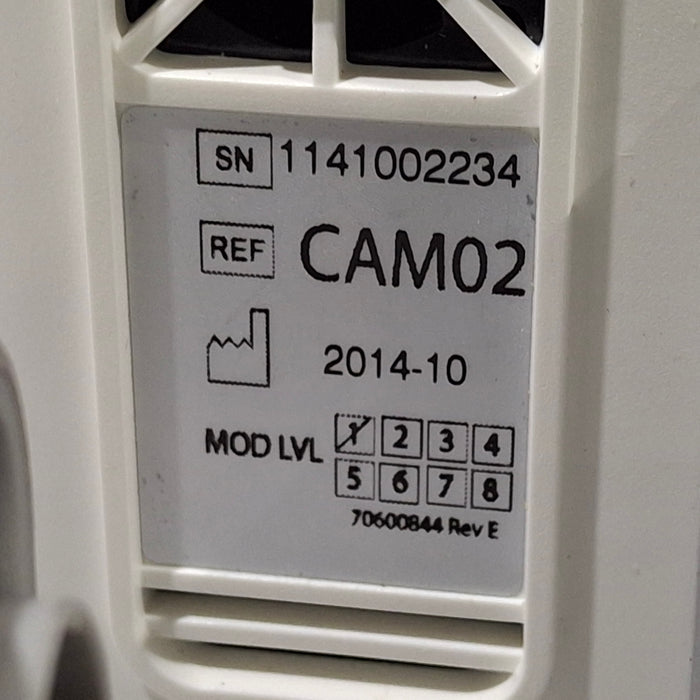 SN 1141002234
REF CAM02
2014-10
MOD LVL 1 2 3 4
5 6 7 8
70600844 Rev E